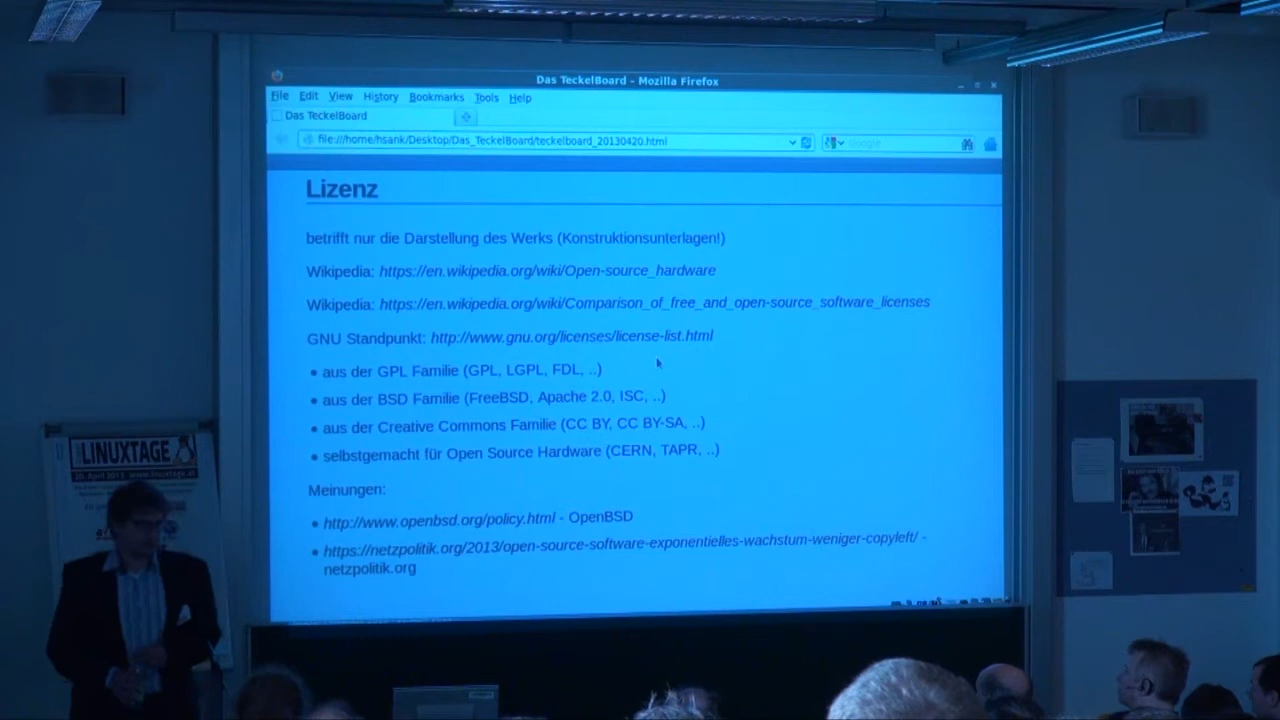 Das TeckelBoard - Mozilla Firefox
File Edit View History Bookmarks Tools Help
Das TeckelBoard
file:///home/hsank/Desktop/Das_TeckelBoard/teckelboard_20130420.html
Google
Lizenz
betrifft nur die Darstellung des Werks (Konstruktionsunterlagen!)
Wikipedia: https://en.wikipedia.org/wiki/Open-source_hardware
Wikipedia: https://en.wikipedia.org/wiki/Comparison_of_free_and_open-source_software_licenses
GNU Standpunkt: http://www.gnu.org/licenses/license-list.html
• aus der GPL Familie (GPL, LGPL, FDL, ..)
• aus der BSD Familie (FreeBSD, Apache 2.0, ISC, ..)
• aus der Creative Commons Familie (CC BY, CC BY-SA, ..)
• selbstgemacht für Open Source Hardware (CERN, TAPR, ..)
Meinungen:
• http://www.openbsd.org/policy.html - OpenBSD
• https://netzpolitik.org/2013/open-source-software-exponentielles-wachstum-weniger-copyleft/ -
netzpolitik.org
LINUXTAGE